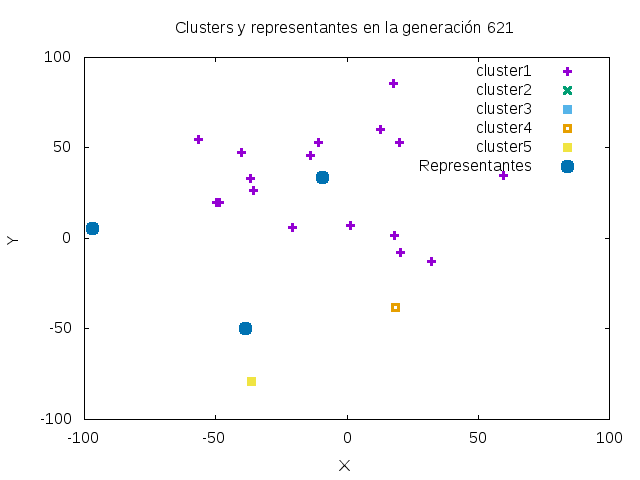 Clusters y representantes en la generación 621
100
50
0
-50
-100
-100
-50
0
50
100
X
Y
cluster1
cluster2
cluster3
cluster4
cluster5
Representantes